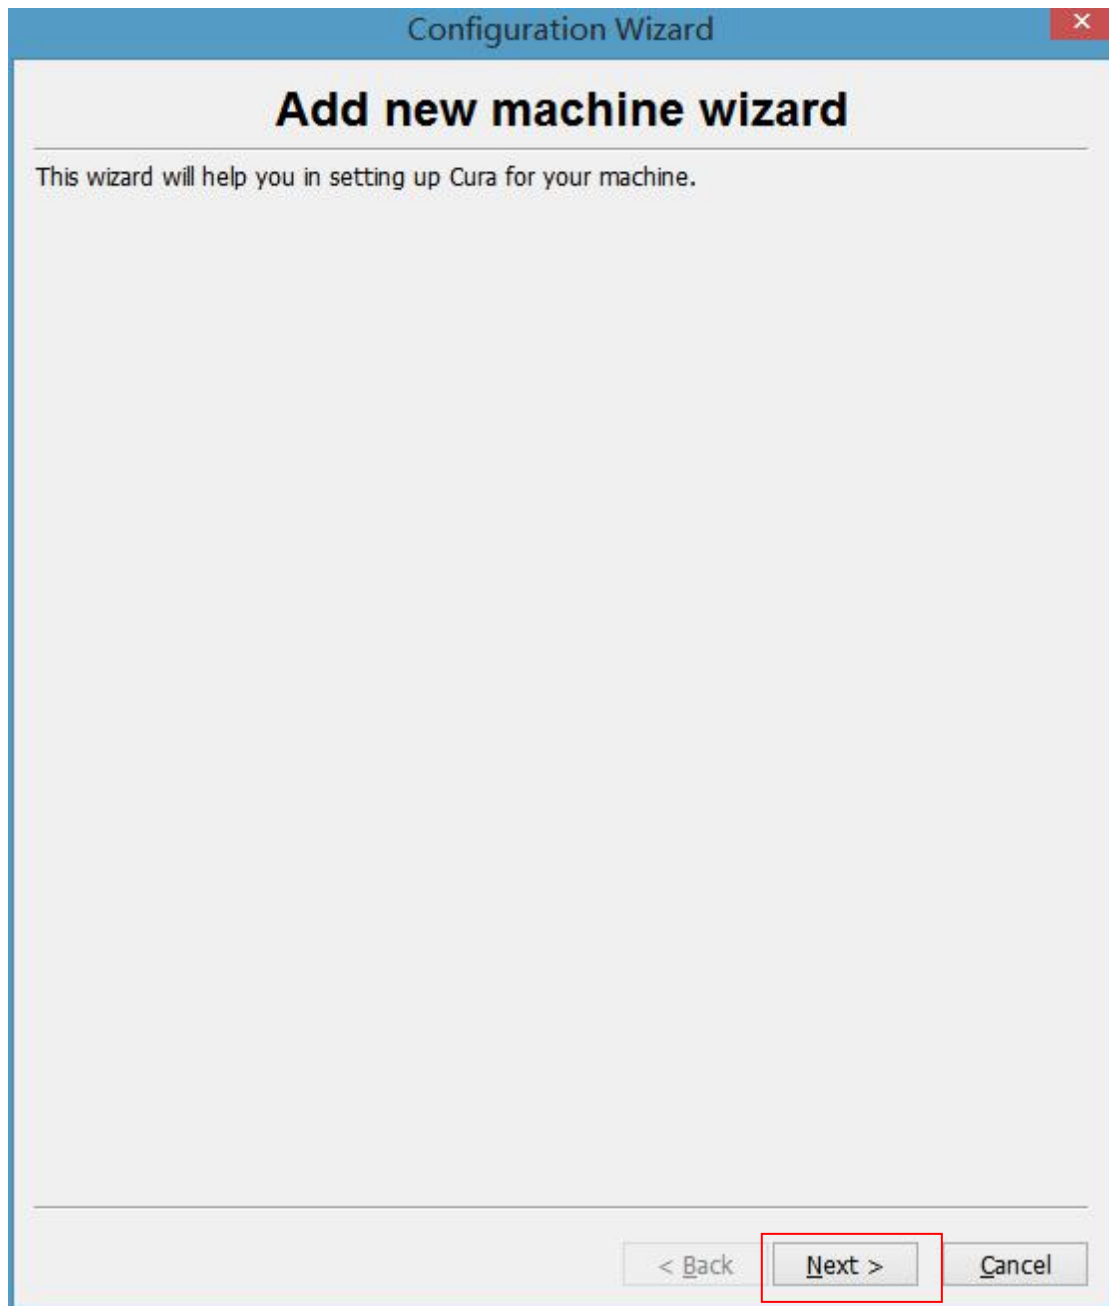 Configuration Wizard
Add new machine wizard
This wizard will help you in setting up Cura for your machine.
< Back Next > Cancel